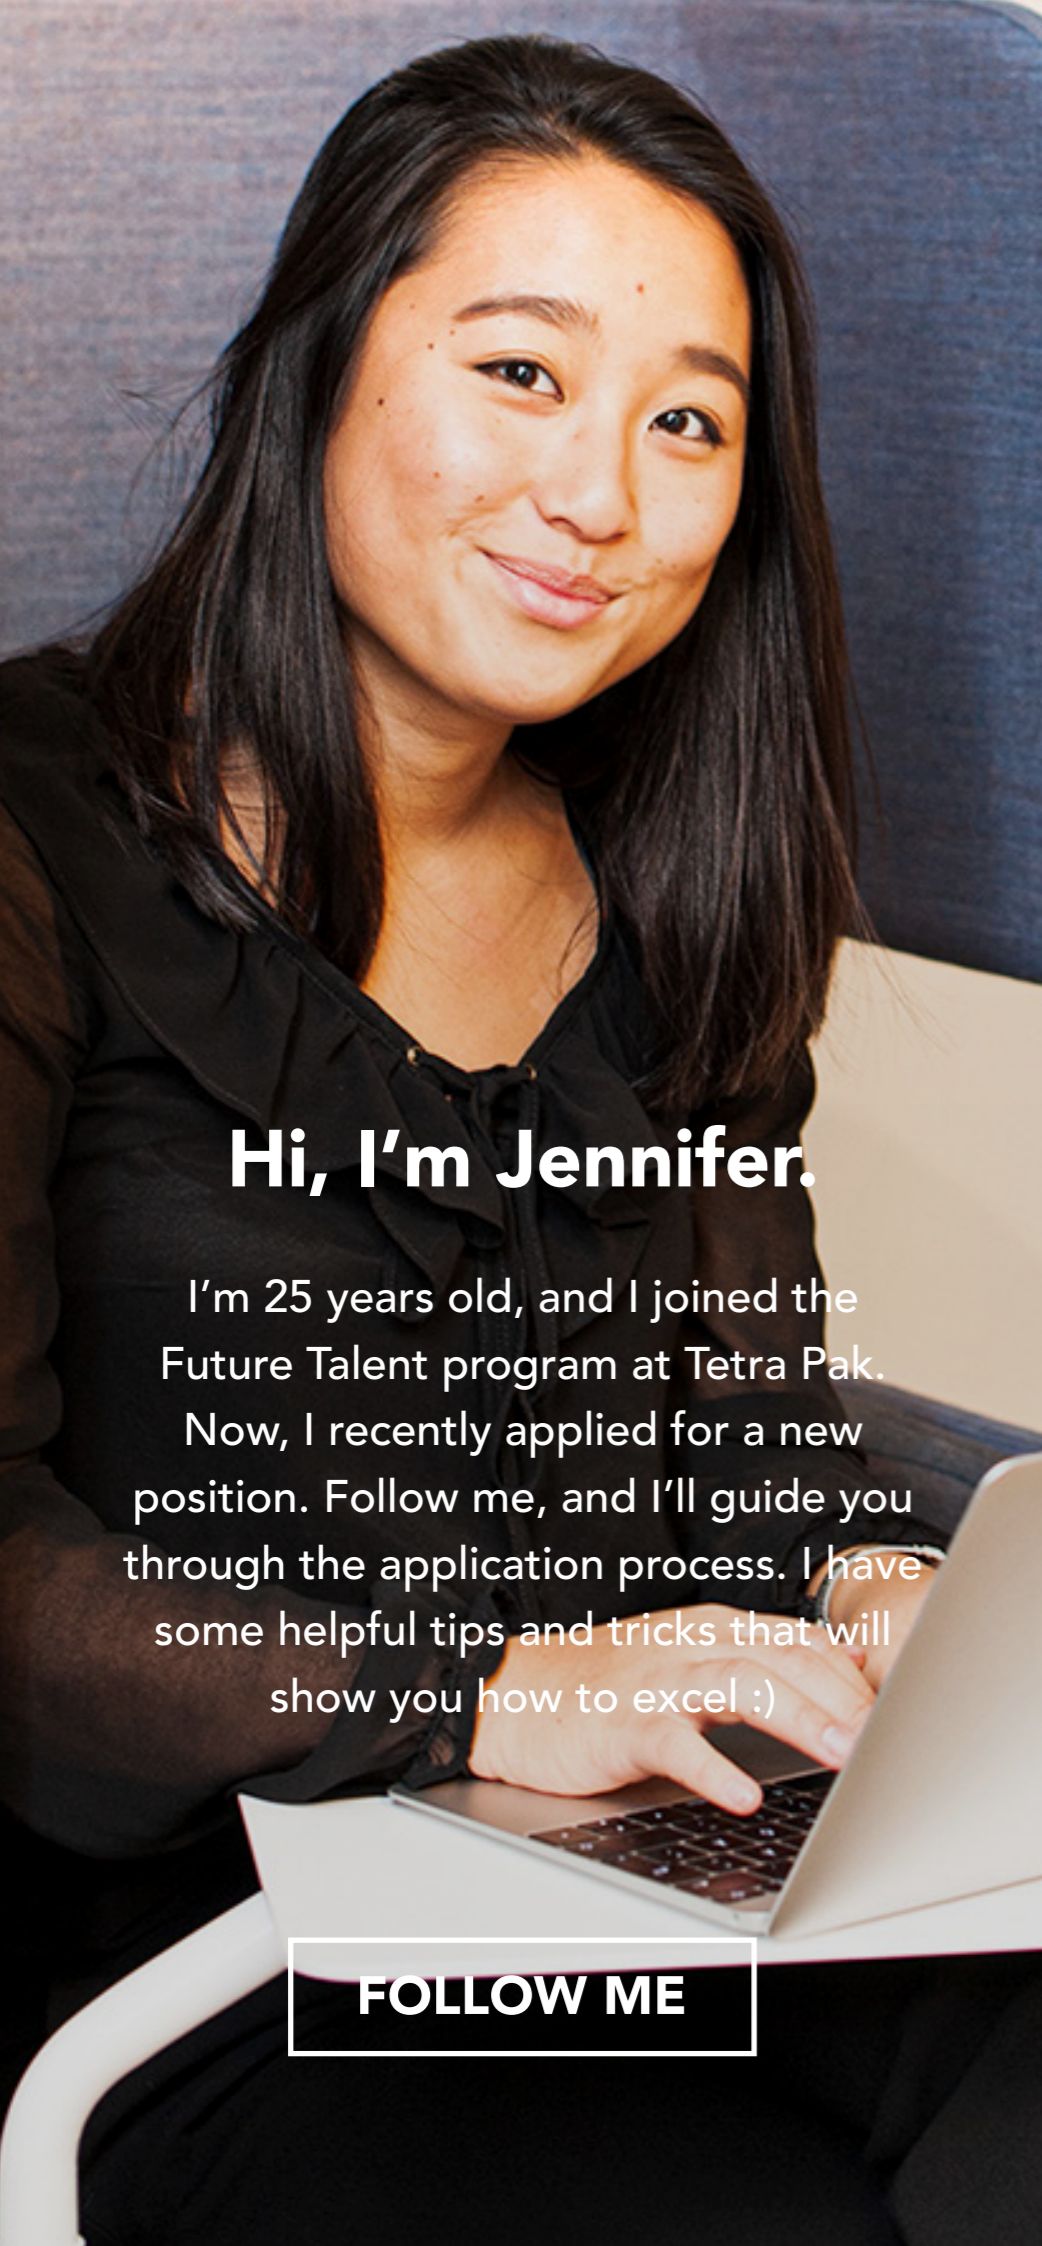 Hi, I’m Jennifer.
I’m 25 years old, and I joined the
Future Talent program at Tetra Pak.
Now, I recently applied for a new
position. Follow me, and I’ll guide you
through the application process. I have
some helpful tips and tricks that will
show you how to excel :)
FOLLOW ME